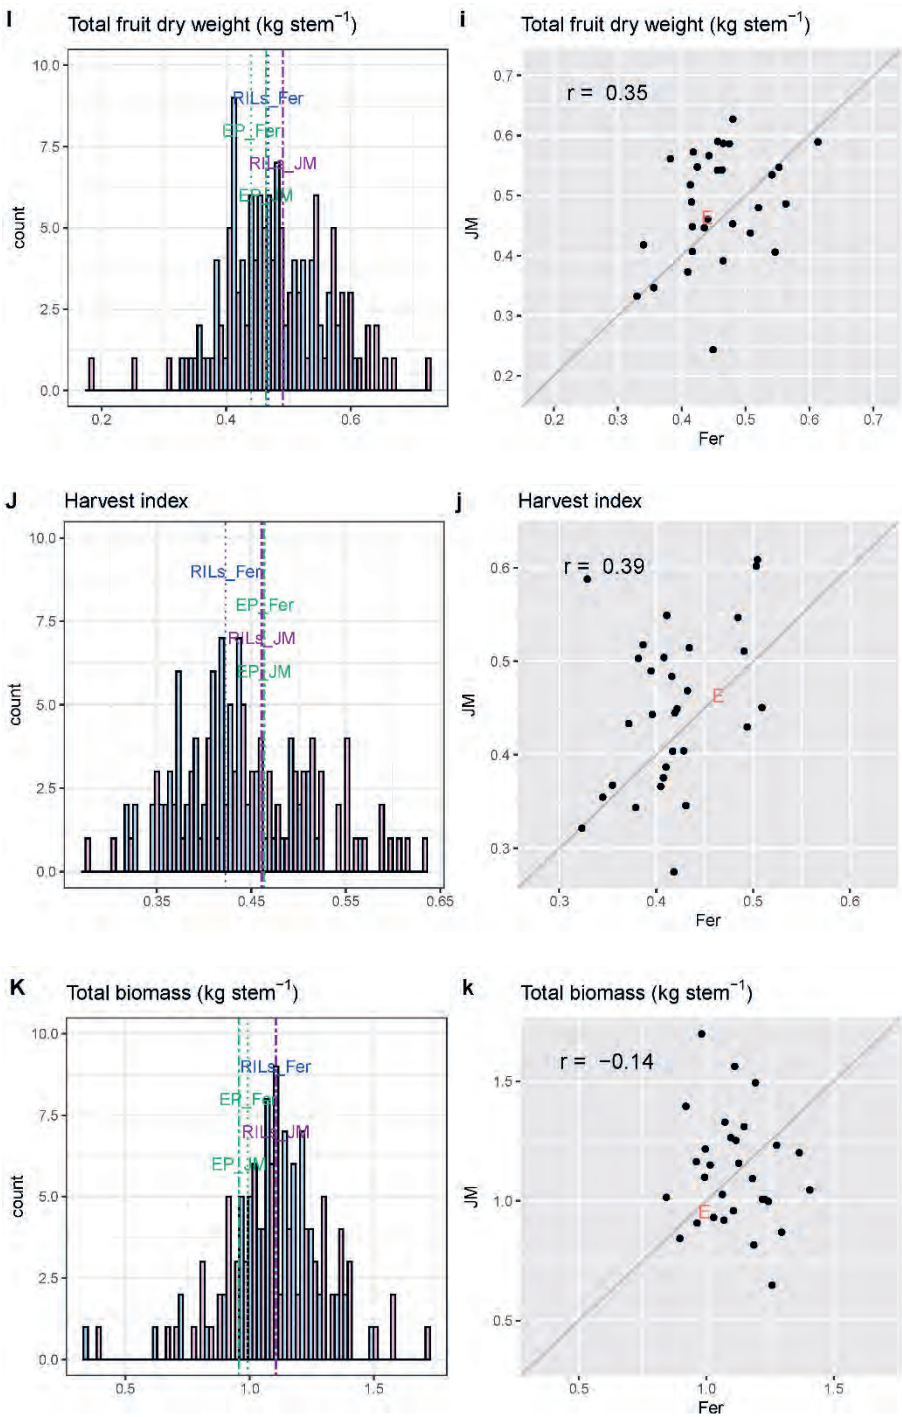 I Total fruit dry weight (kg stem⁻¹)
10.0
7.5
5.0
2.5
0.0
count
RILs_Fer
EP_Fer
RILs_JM
EP_JM
0.2 0.4 0.6
i Total fruit dry weight (kg stem⁻¹)
r = 0.35
0.7
0.6
0.5
0.4
0.3
0.2
JM
E
0.2 0.3 0.4 0.5 0.6 0.7
Fer
J Harvest index
10.0
7.5
5.0
2.5
0.0
count
RILs_Fer
EP_Fer
RILs_JM
EP_JM
0.35 0.45 0.55 0.65
j Harvest index
r = 0.39
0.6
0.5
0.4
0.3
JM
E
0.3 0.4 0.5 0.6
Fer
K Total biomass (kg stem⁻¹)
10.0
7.5
5.0
2.5
0.0
count
RILs_Fer
EP_Fer
RILs_JM
EP_JM
0.5 1.0 1.5
k Total biomass (kg stem⁻¹)
r = −0.14
1.5
1.0
0.5
JM
E
0.5 1.0 1.5
Fer